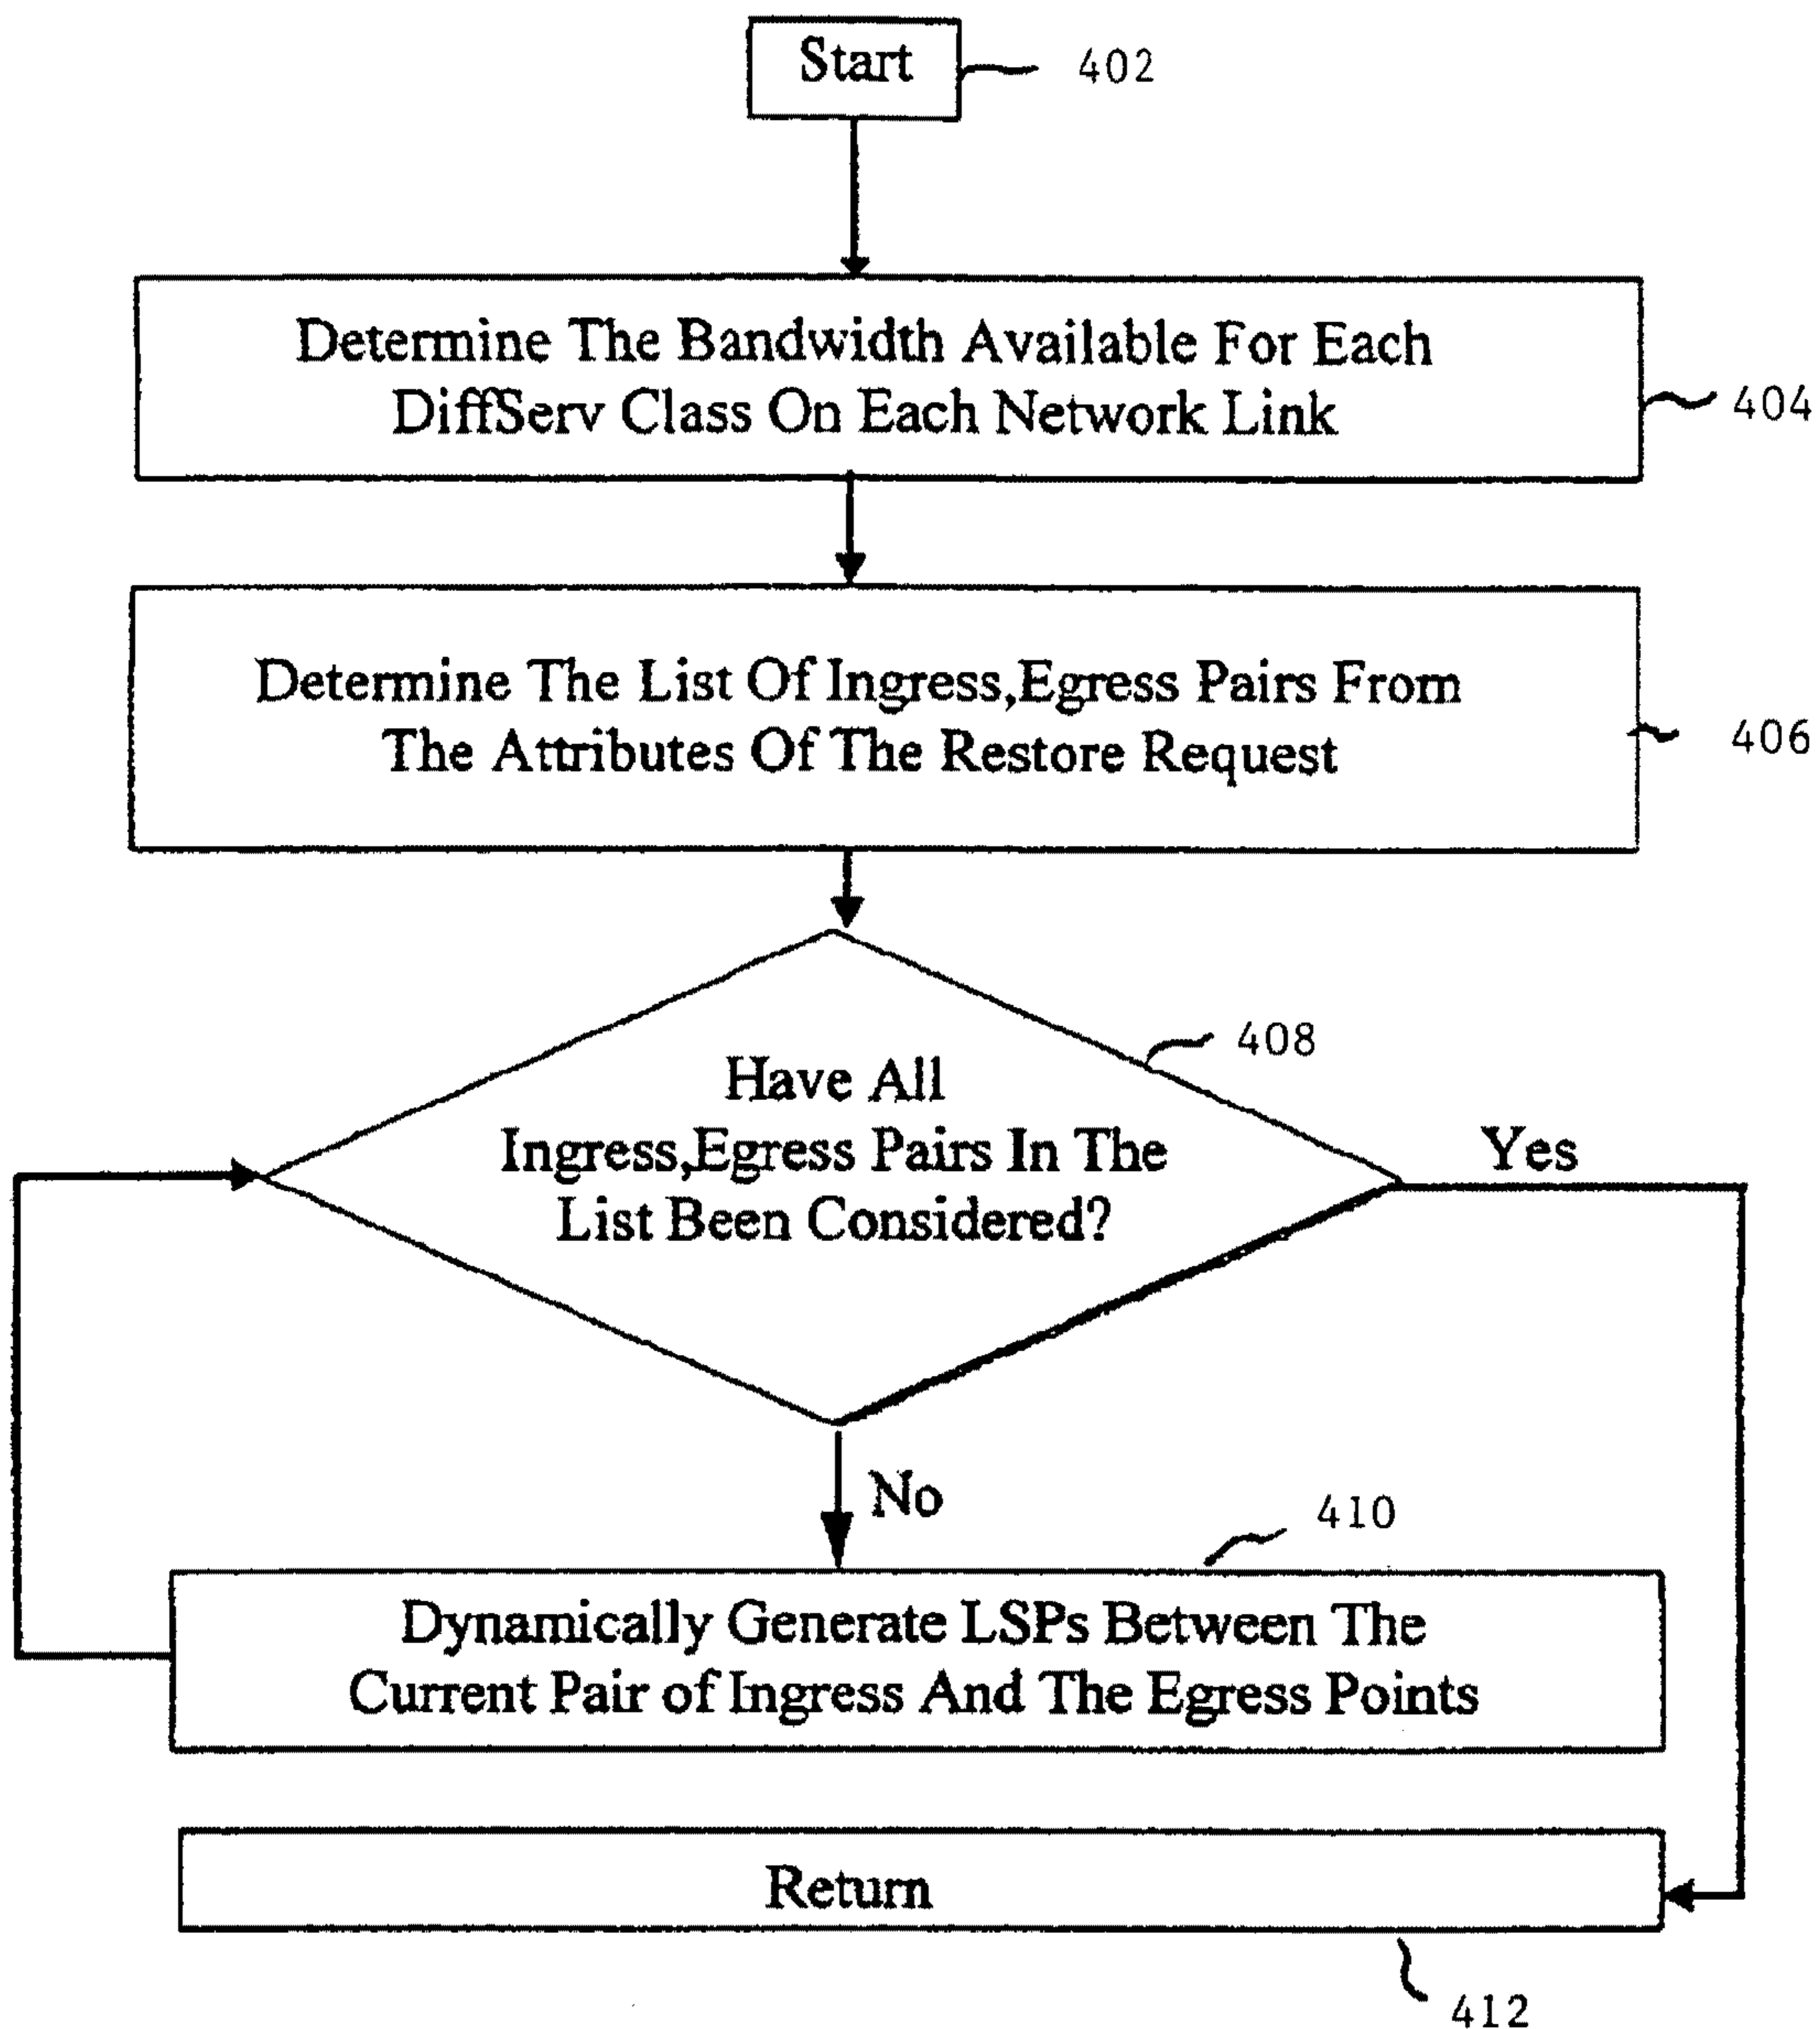 Start
402
Determine The Bandwidth Available For Each
DiffServ Class On Each Network Link
404
Determine The List Of Ingress,Egress Pairs From
The Attributes Of The Restore Request
406
408
Have All
Ingress,Egress Pairs In The
List Been Considered?
Yes
No
410
Dynamically Generate LSPs Between The
Current Pair of Ingress And The Egress Points
Return
412